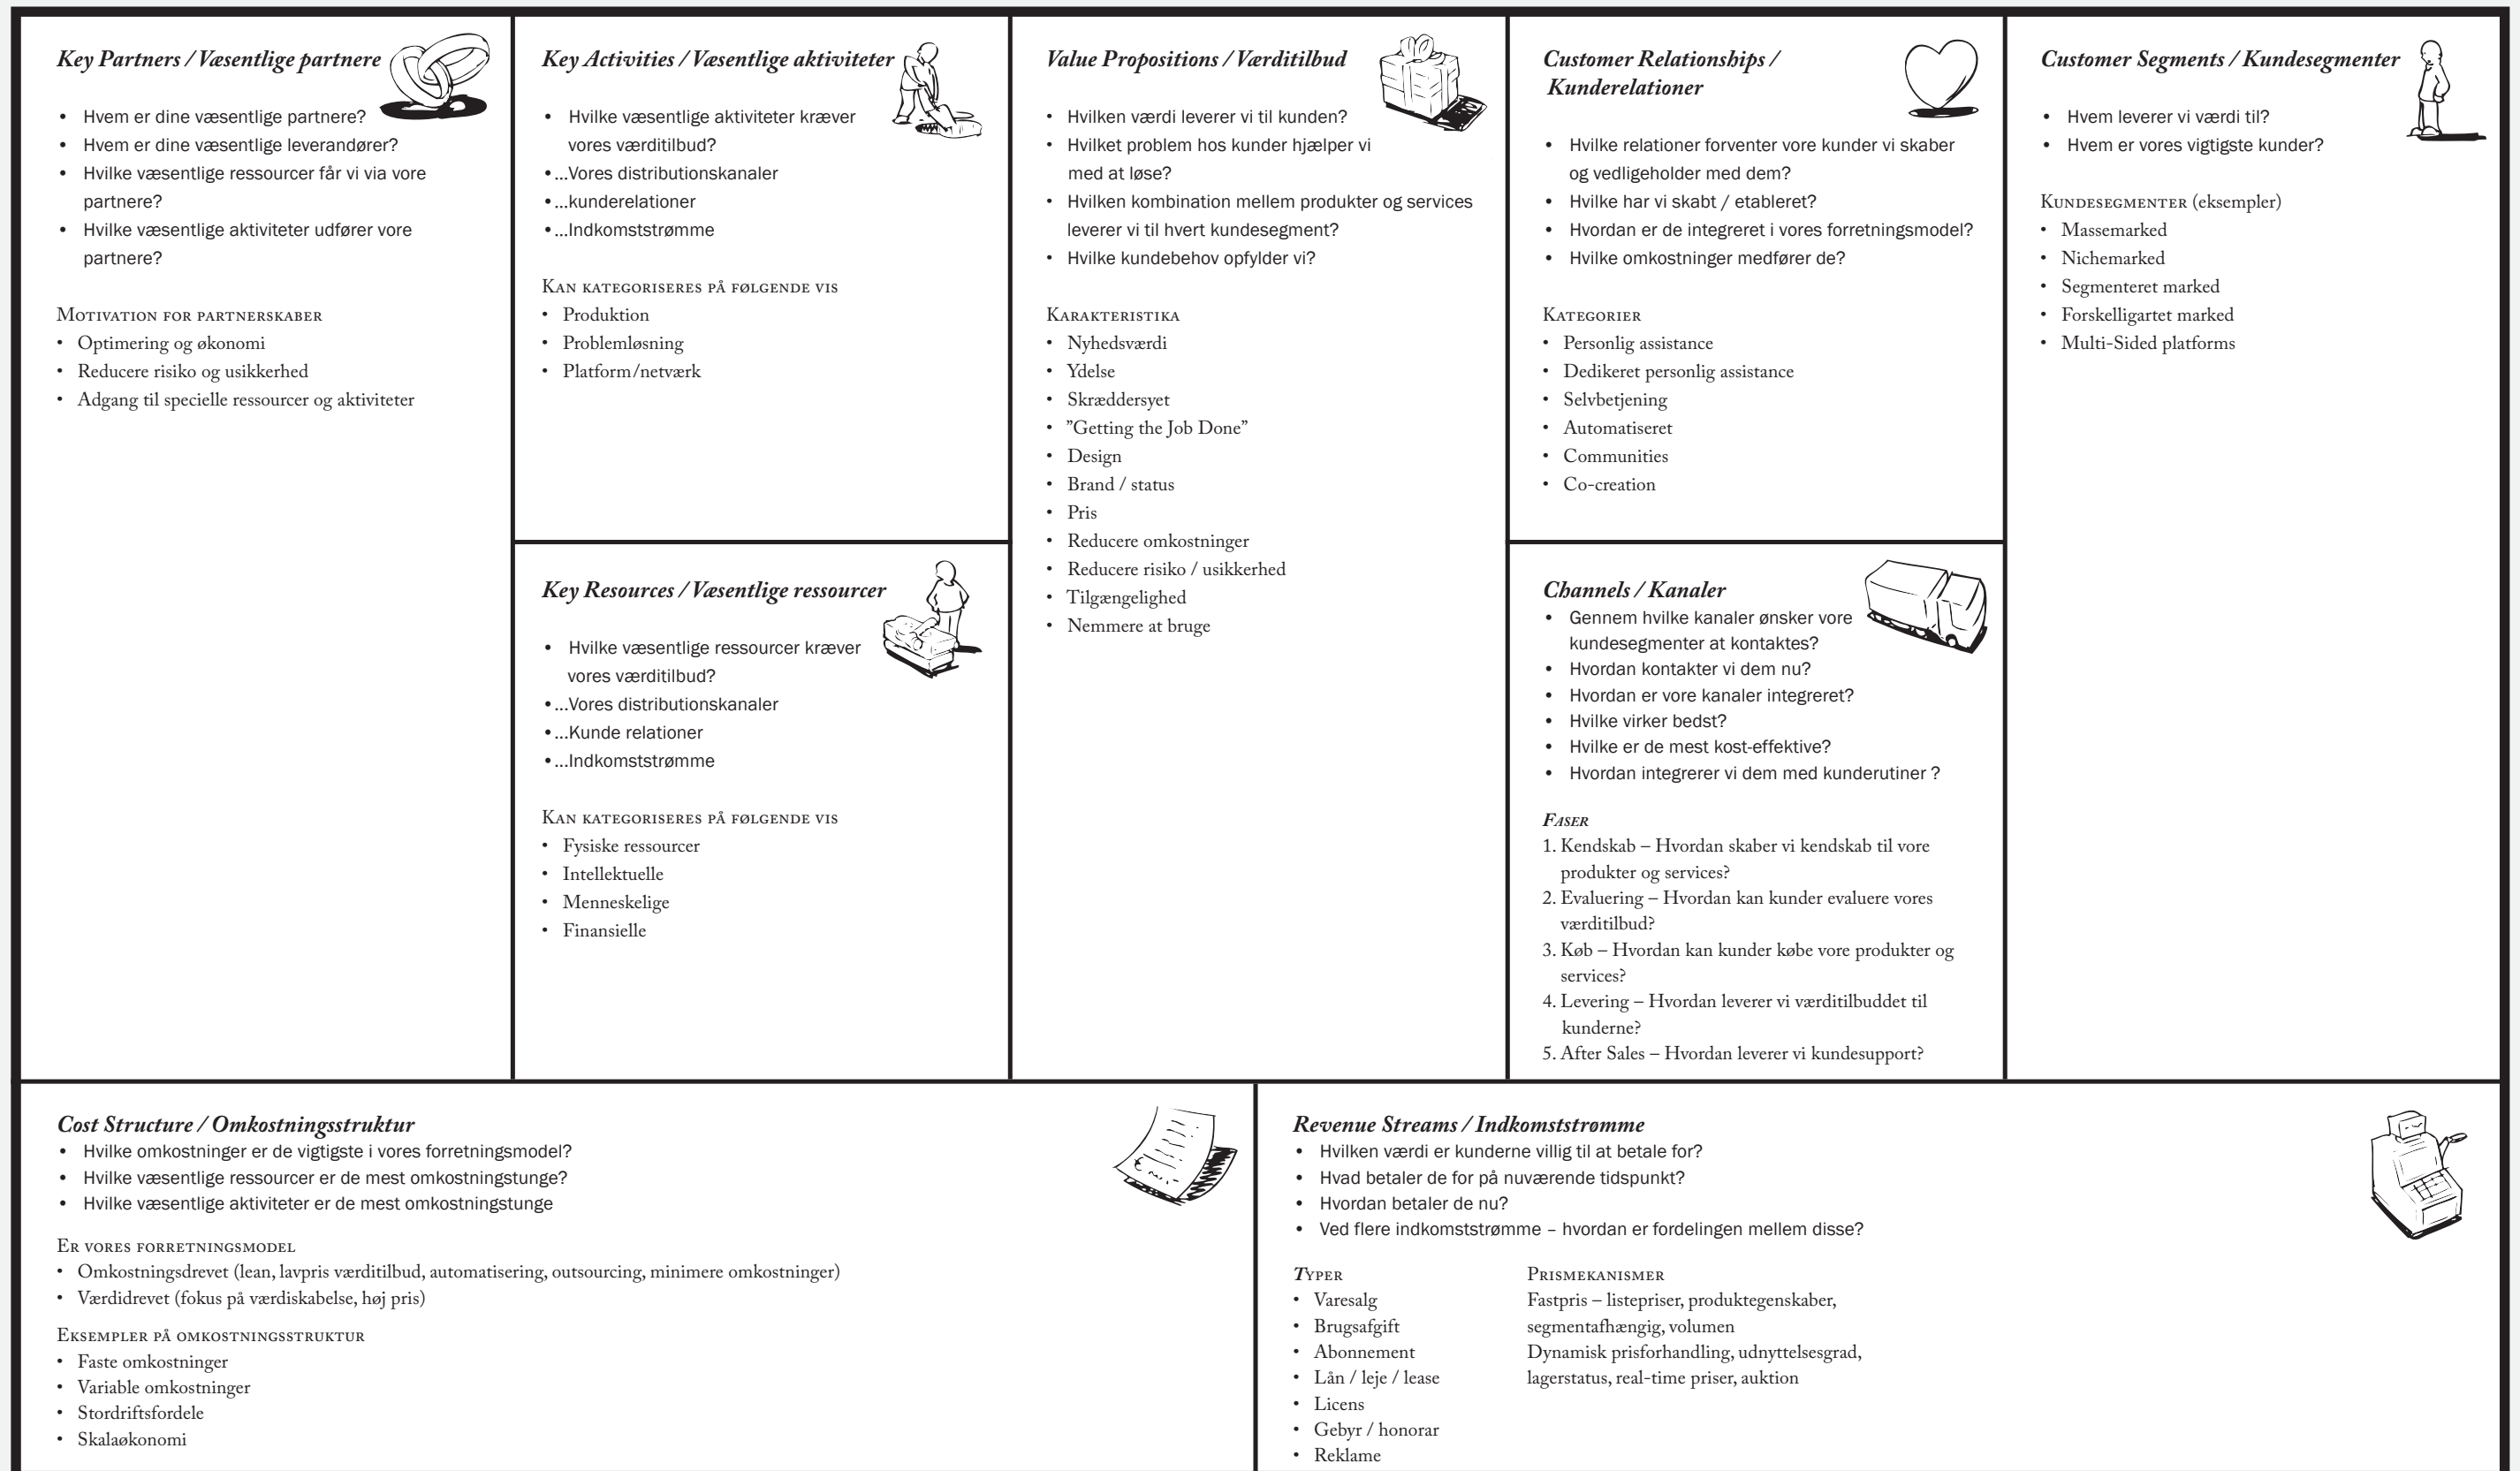 Key Partners / Væsentlige partnere
• Hvem er dine væsentlige partnere?
• Hvem er dine væsentlige leverandører?
• Hvilke væsentlige ressourcer får vi via vore
partnere?
• Hvilke væsentlige aktiviteter udfører vore
partnere?
Motivation for partnerskaber
• Optimering og økonomi
• Reducere risiko og usikkerhed
• Adgang til specielle ressourcer og aktiviteter
Key Activities / Væsentlige aktiviteter
• Hvilke væsentlige aktiviteter kræver
vores værditilbud?
•...Vores distributionskanaler
•...kunderelationer
•...Indkomststrømme
Kan kategoriseres på følgende vis
• Produktion
• Problemløsning
• Platform/netværk
Key Resources / Væsentlige ressourcer
• Hvilke væsentlige ressourcer kræver
vores værditilbud?
•...Vores distributionskanaler
•...Kunde relationer
•...Indkomststrømme
Kan kategoriseres på følgende vis
• Fysiske ressourcer
• Intellektuelle
• Menneskelige
• Finansielle
Value Propositions / Værditilbud
• Hvilken værdi leverer vi til kunden?
• Hvilket problem hos kunder hjælper vi
med at løse?
• Hvilken kombination mellem produkter og services
leverer vi til hvert kundesegment?
• Hvilke kundebehov opfylder vi?
Karakteristika
• Nyhedsværdi
• Ydelse
• Skræddersyet
• ”Getting the Job Done”
• Design
• Brand / status
• Pris
• Reducere omkostninger
• Reducere risiko / usikkerhed
• Tilgængelighed
• Nemmere at bruge
Customer Relationships /
Kunderelationer
• Hvilke relationer forventer vore kunder vi skaber
og vedligeholder med dem?
• Hvilke har vi skabt / etableret?
• Hvordan er de integreret i vores forretningsmodel?
• Hvilke omkostninger medfører de?
Kategorier
• Personlig assistance
• Dedikeret personlig assistance
• Selvbetjening
• Automatiseret
• Communities
• Co-creation
Channels / Kanaler
• Gennem hvilke kanaler ønsker vore
kundesegmenter at kontaktes?
• Hvordan kontakter vi dem nu?
• Hvordan er vore kanaler integreret?
• Hvilke virker bedst?
• Hvilke er de mest kost-effektive?
• Hvordan integrerer vi dem med kunderutiner ?
Faser
1. Kendskab – Hvordan skaber vi kendskab til vore
produkter og services?
2. Evaluering – Hvordan kan kunder evaluere vores
værditilbud?
3. Køb – Hvordan kan kunder købe vore produkter og
services?
4. Levering – Hvordan leverer vi værditilbuddet til
kunderne?
5. After Sales – Hvordan leverer vi kundesupport?
Customer Segments / Kundesegmenter
• Hvem leverer vi værdi til?
• Hvem er vores vigtigste kunder?
Kundesegmenter (eksempler)
• Massemarked
• Nichemarked
• Segmenteret marked
• Forskelligartet marked
• Multi-Sided platforms
Cost Structure / Omkostningsstruktur
• Hvilke omkostninger er de vigtigste i vores forretningsmodel?
• Hvilke væsentlige ressourcer er de mest omkostningstunge?
• Hvilke væsentlige aktiviteter er de mest omkostningstunge
Er vores forretningsmodel
• Omkostningsdrevet (lean, lavpris værditilbud, automatisering, outsourcing, minimere omkostninger)
• Værdidrevet (fokus på værdiskabelse, høj pris)
Eksempler på omkostningsstruktur
• Faste omkostninger
• Variable omkostninger
• Stordriftsfordele
• Skalaøkonomi
Revenue Streams / Indkomststrømme
• Hvilken værdi er kunderne villig til at betale for?
• Hvad betaler de for på nuværende tidspunkt?
• Hvordan betaler de nu?
• Ved flere indkomststrømme – hvordan er fordelingen mellem disse?
Typer
• Varesalg
• Brugsafgift
• Abonnement
• Lån / leje / lease
• Licens
• Gebyr / honorar
• Reklame
Prismekanismer
Fastpris – listepriser, produktegenskaber,
segmentafhængig, volumen
Dynamisk prisforhandling, udnyttelsesgrad,
lagerstatus, real-time priser, auktion